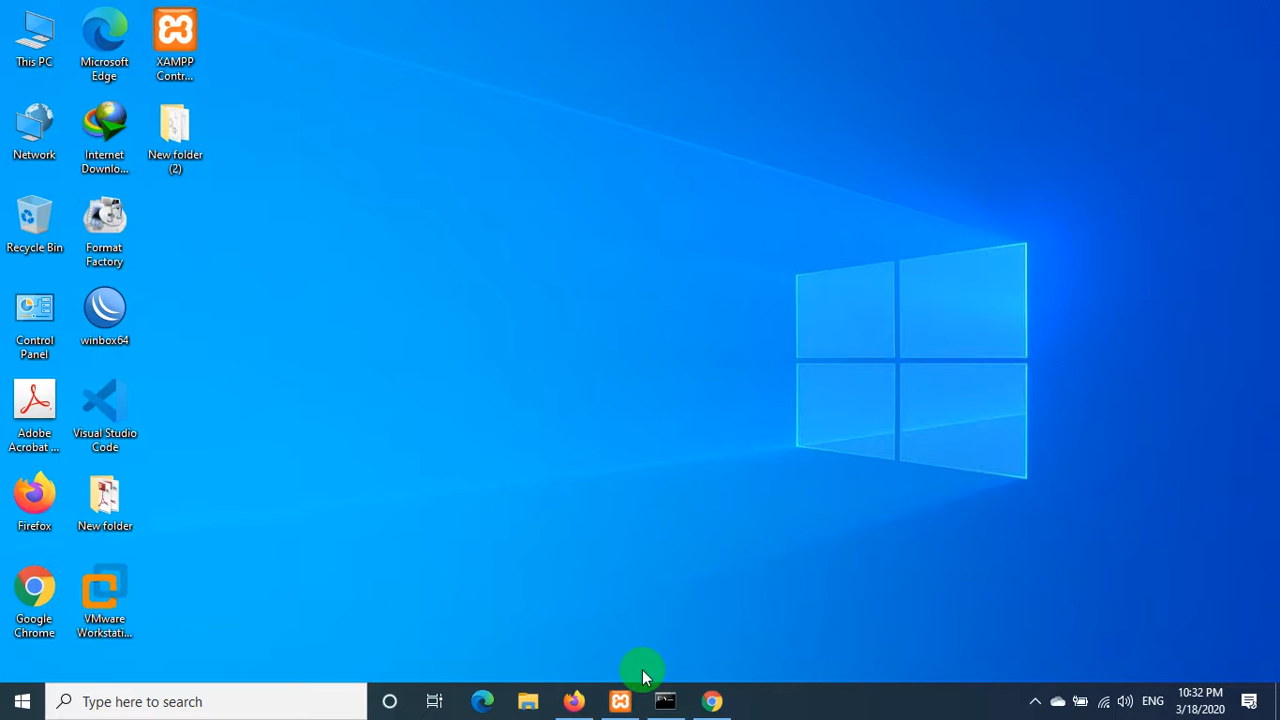 This PC
Microsoft
Edge
XAMPP
Contr...
Network
Internet
Downlo...
New folder
(2)
Recycle Bin
Format
Factory
Control
Panel
winbox64
Adobe
Acrobat ...
Visual Studio
Code
Firefox
New folder
Google
Chrome
VMware
Workstati...
Type here to search
ENG
10:32 PM
3/18/2020